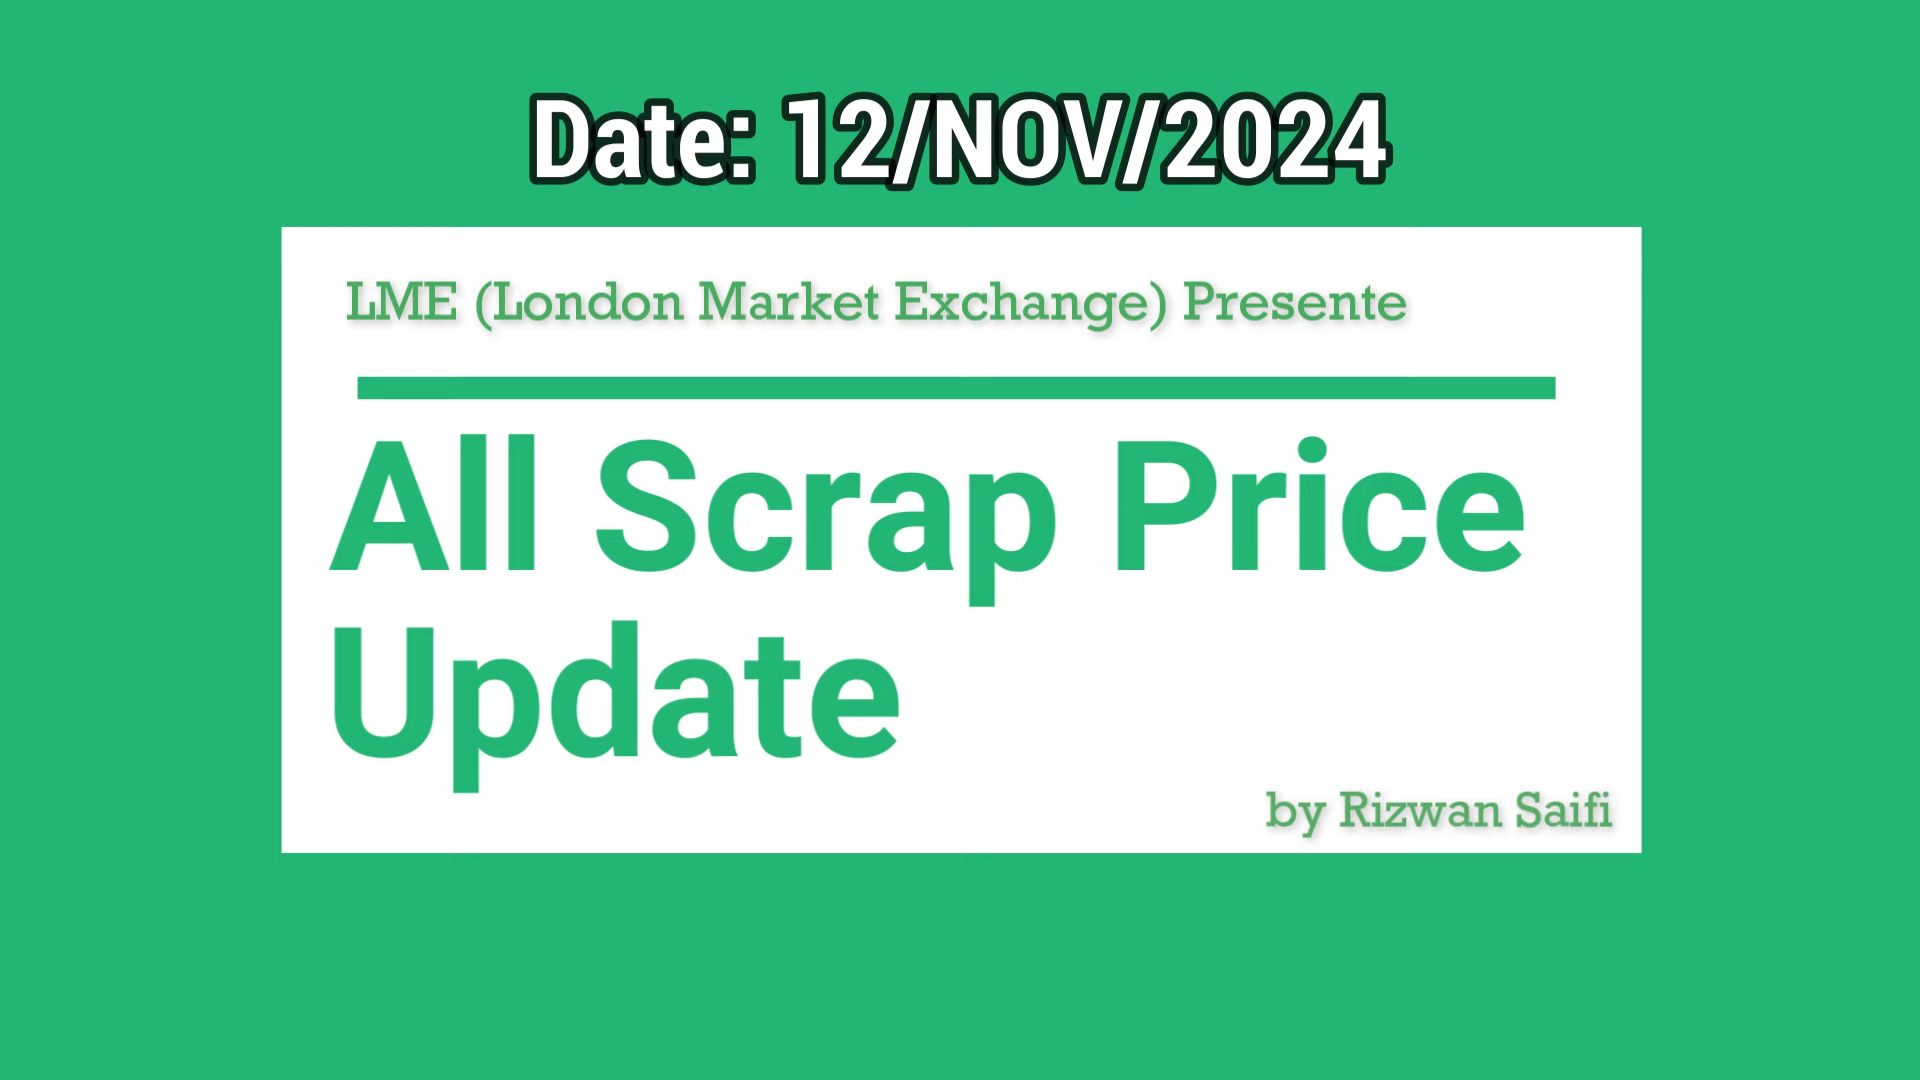 Date: 12/NOV/2024
LME (London Market Exchange) Presente
All Scrap Price
Update
by Rizwan Saifi